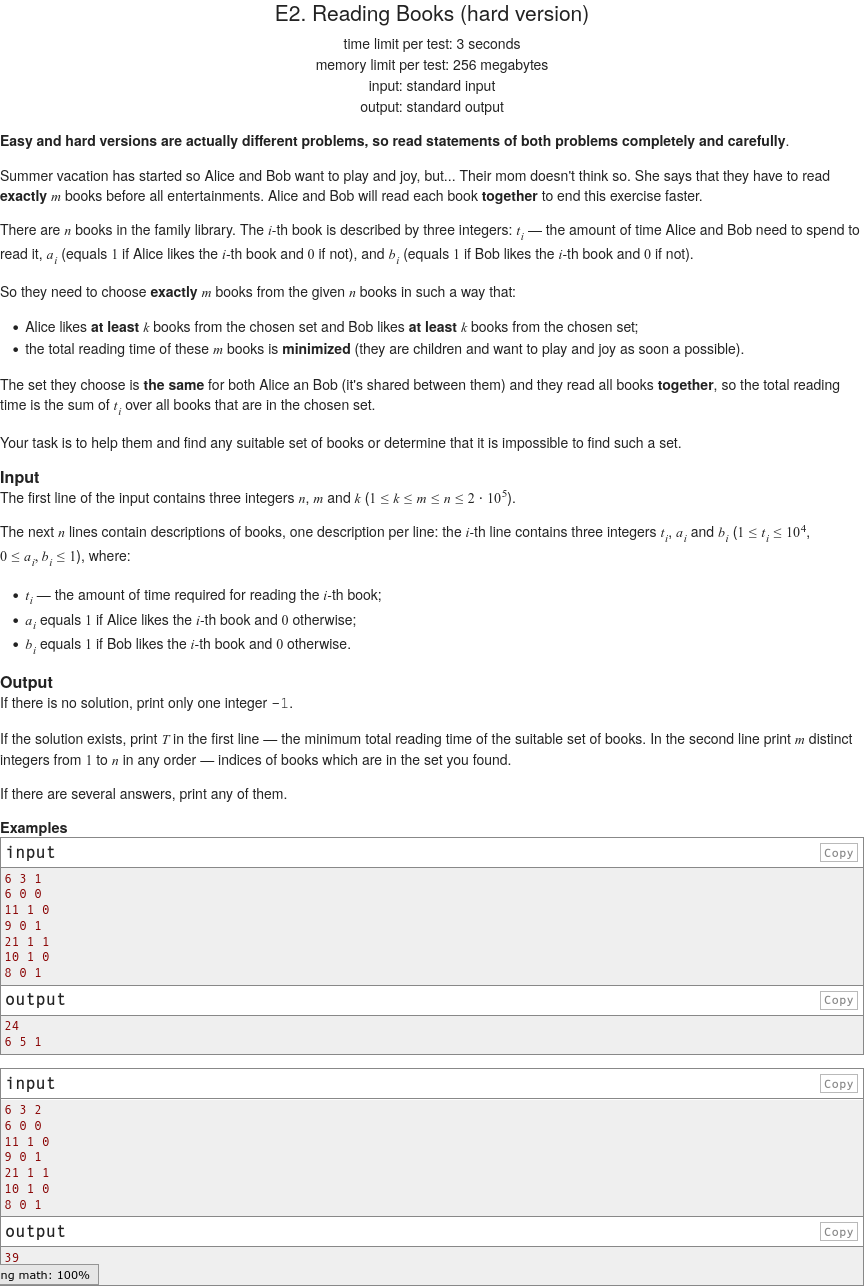 E2. Reading Books (hard version)
time limit per test: 3 seconds
memory limit per test: 256 megabytes
input: standard input
output: standard output
Easy and hard versions are actually different problems, so read statements of both problems completely and carefully.
Summer vacation has started so Alice and Bob want to play and joy, but... Their mom doesn't think so. She says that they have to read
exactly m books before all entertainments. Alice and Bob will read each book together to end this exercise faster.
There are n books in the family library. The i-th book is described by three integers: t_i — the amount of time Alice and Bob need to spend to
read it, a_i (equals 1 if Alice likes the i-th book and 0 if not), and b_i (equals 1 if Bob likes the i-th book and 0 if not).
So they need to choose exactly m books from the given n books in such a way that:
• Alice likes at least k books from the chosen set and Bob likes at least k books from the chosen set;
• the total reading time of these m books is minimized (they are children and want to play and joy as soon a possible).
The set they choose is the same for both Alice an Bob (it's shared between them) and they read all books together, so the total reading
time is the sum of t_i over all books that are in the chosen set.
Your task is to help them and find any suitable set of books or determine that it is impossible to find such a set.
Input
The first line of the input contains three integers n, m and k (1 ≤ k ≤ m ≤ n ≤ 2 · 10^5).
The next n lines contain descriptions of books, one description per line: the i-th line contains three integers t_i, a_i and b_i (1 ≤ t_i ≤ 10^4,
0 ≤ a_i, b_i ≤ 1), where:
• t_i — the amount of time required for reading the i-th book;
• a_i equals 1 if Alice likes the i-th book and 0 otherwise;
• b_i equals 1 if Bob likes the i-th book and 0 otherwise.
Output
If there is no solution, print only one integer -1.
If the solution exists, print T in the first line — the minimum total reading time of the suitable set of books. In the second line print m distinct
integers from 1 to n in any order — indices of books which are in the set you found.
If there are several answers, print any of them.
Examples
input Copy
6 3 1
6 0 0
11 1 0
9 0 1
21 1 1
10 1 0
8 0 1
output Copy
24
6 5 1
input Copy
6 3 2
6 0 0
11 1 0
9 0 1
21 1 1
10 1 0
8 0 1
output Copy
39
ng math: 100%